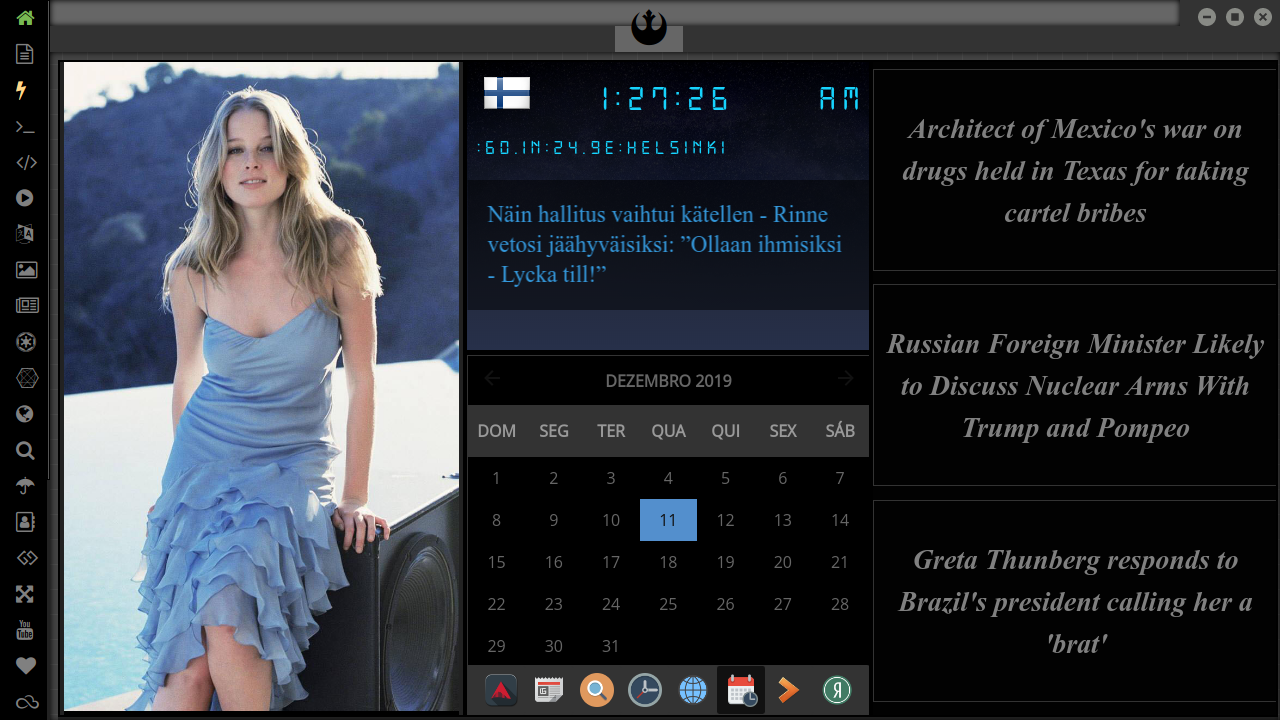 1:27:26 AM
:60.IN:24.9E:HELSINKI
Näin hallitus vaihtui kätellen - Rinne
vetosi jäähyväisiksi: ”Ollaan ihmisiksi
- Lycka till!”
DEZEMBRO 2019
DOM SEG TER QUA QUI SEX SÁB
1 2 3 4 5 6 7
8 9 10 11 12 13 14
15 16 17 18 19 20 21
22 23 24 25 26 27 28
29 30 31
Architect of Mexico's war on
drugs held in Texas for taking
cartel bribes
Russian Foreign Minister Likely
to Discuss Nuclear Arms With
Trump and Pompeo
Greta Thunberg responds to
Brazil's president calling her a
'brat'
You
Tube
Я